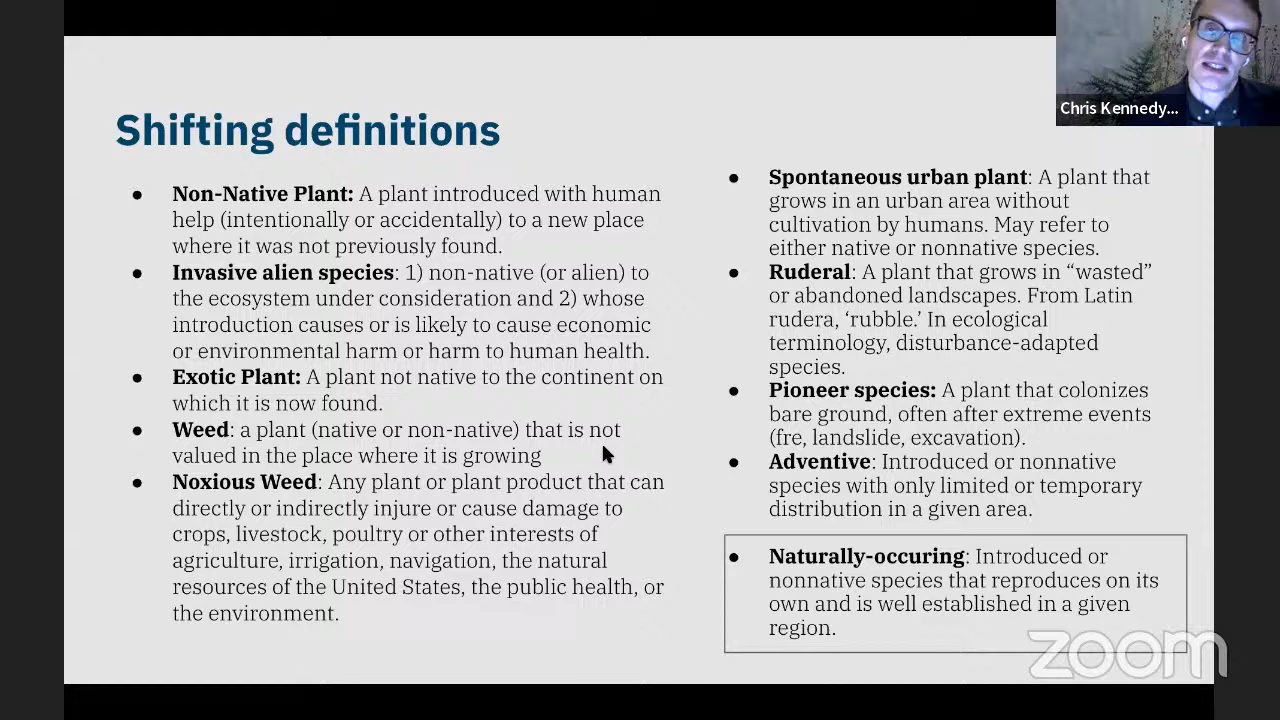 Chris Kennedy...
Shifting definitions
● Non-Native Plant: A plant introduced with human
help (intentionally or accidentally) to a new place
where it was not previously found.
● Invasive alien species: 1) non-native (or alien) to
the ecosystem under consideration and 2) whose
introduction causes or is likely to cause economic
or environmental harm or harm to human health.
● Exotic Plant: A plant not native to the continent on
which it is now found.
● Weed: a plant (native or non-native) that is not
valued in the place where it is growing
● Noxious Weed: Any plant or plant product that can
directly or indirectly injure or cause damage to
crops, livestock, poultry or other interests of
agriculture, irrigation, navigation, the natural
resources of the United States, the public health, or
the environment.
● Spontaneous urban plant: A plant that
grows in an urban area without
cultivation by humans. May refer to
either native or nonnative species.
● Ruderal: A plant that grows in “wasted”
or abandoned landscapes. From Latin
rudera, ‘rubble.’ In ecological
terminology, disturbance-adapted
species.
● Pioneer species: A plant that colonizes
bare ground, often after extreme events
(fre, landslide, excavation).
● Adventive: Introduced or nonnative
species with only limited or temporary
distribution in a given area.
● Naturally-occuring: Introduced or
nonnative species that reproduces on its
own and is well established in a given
region.
zoom